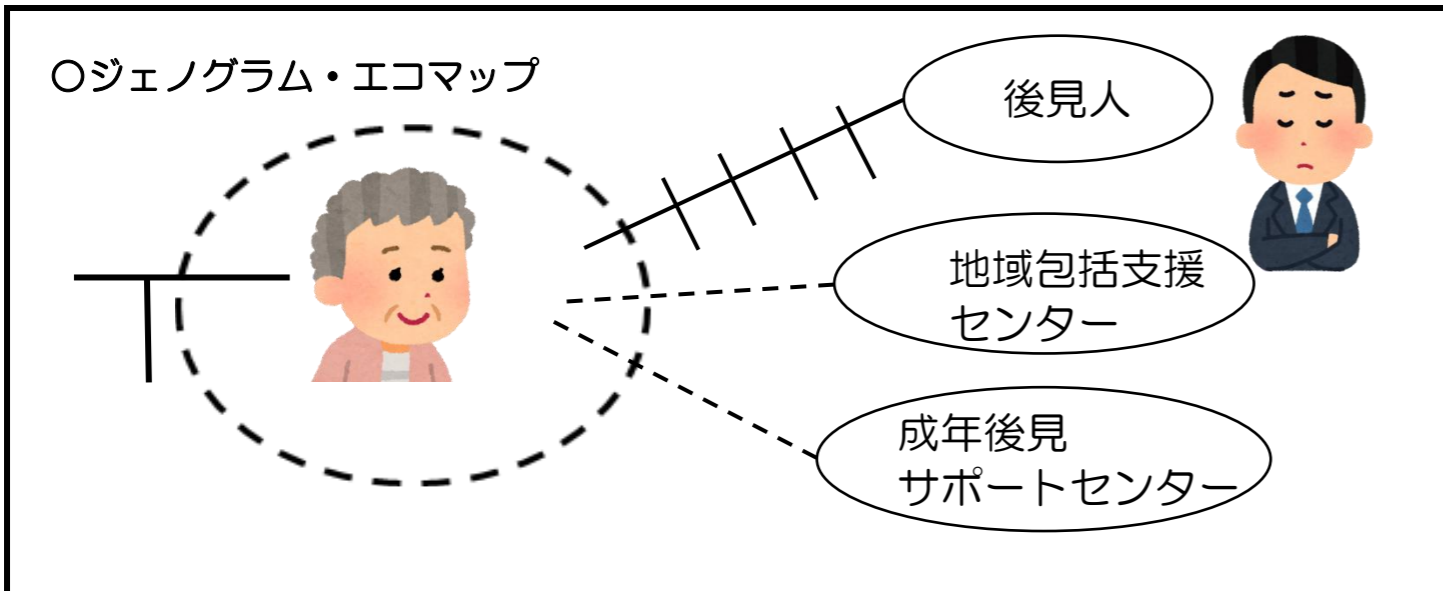 〇ジェノグラム・エコマップ
後見人
地域包括支援
センター
成年後見
サポートセンター